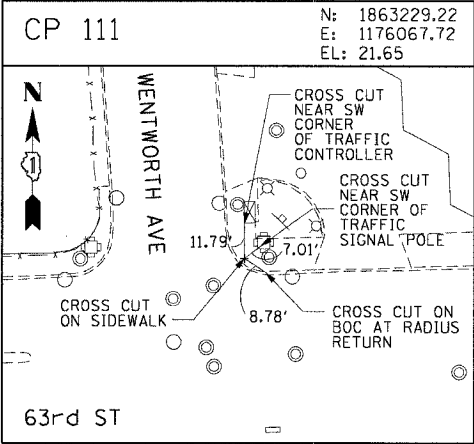 CP 111
N: 1863229.22
E: 1176067.72
EL: 21.65
N
1
WENTWORTH AVE
CROSS CUT
NEAR SW
CORNER
OF TRAFFIC
CONTROLLER
CROSS CUT
NEAR SW
CORNER OF
TRAFFIC
SIGNAL POLE
11.79'
7.01'
8.78'
CROSS CUT
ON SIDEWALK
CROSS CUT ON
BOC AT RADIUS
RETURN
63rd ST